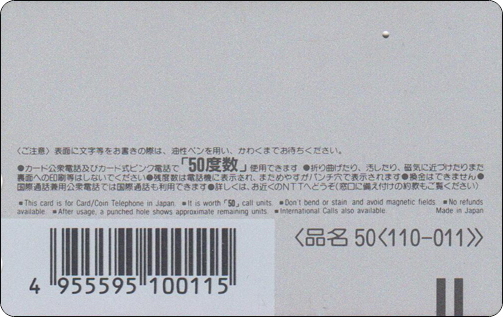 〈ご注意〉表面に文字等をお書きの際は、油性ペンを用い、かわくまでお待ちください。
●カード公衆電話及びカード式ピンク電話で「50度数」使用できます ●折り曲げたり、汚したり、磁気に近づけたりまた
裏面への印刷等はしないでください●残度数は電話機に表示され、まためやすがパンチ穴で表示されます●換金はできません●
国際通話兼用公衆電話では国際通話も利用できます●詳しくは、お近くのNTTへどうぞ(窓口に備え付けの約款もご覧ください)
■This card is for Card/Coin Telephone in Japan. ■It is worth「50」call units. ■Don't bend or stain and avoid magnetic fields. ■No refunds
available. ■After usage, a punched hole shows approximate remaining units. ■International Calls also available. Made in Japan
〈品名 50〈110-011〉
4 955595 100115